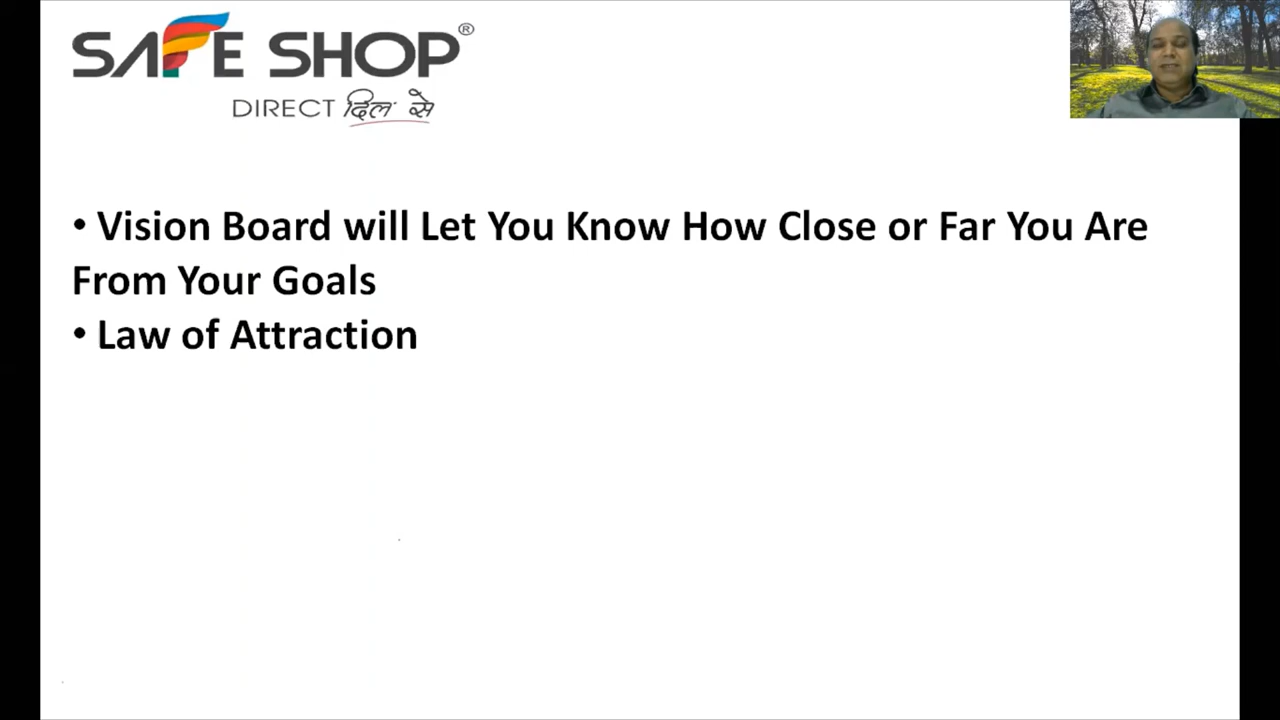 SAFE SHOP®
DIRECT दिल से
• Vision Board will Let You Know How Close or Far You Are
From Your Goals
• Law of Attraction